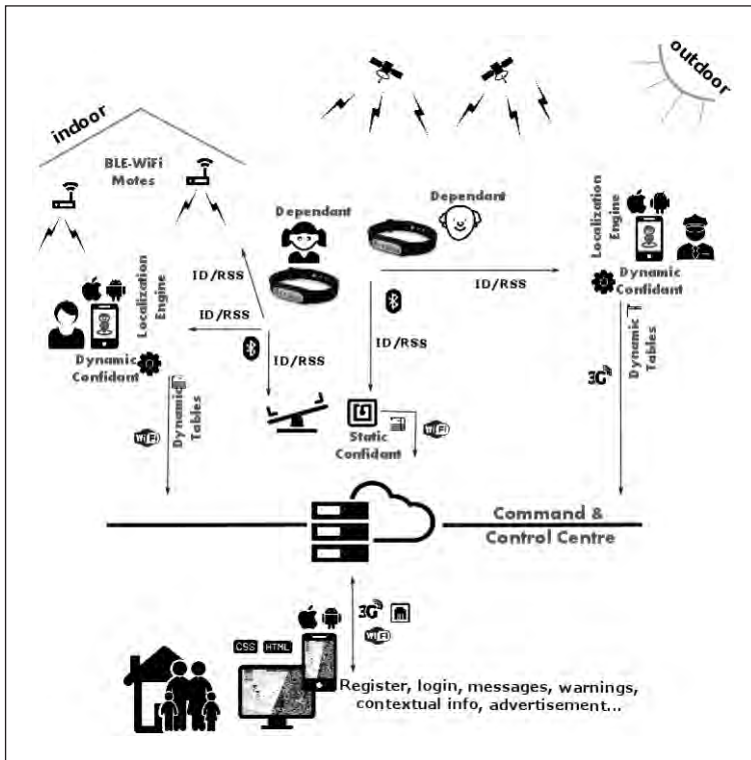 outdoor
indoor
BLE-WiFi
Motes
Dependant
Dependant
Localization
Engine
ID/RSS
ID/RSS
ID/RSS
Localization
Engine
Dynamic
Confidant
Dynamic
Confidant
ID/RSS
ID/RSS
3G
Dynamic
Tables
Dynamic
Tables
WiFi
Static
Confidant
WiFi
Command &
Control Centre
3G
WiFi
CSS HTML
Register, login, messages, warnings,
contextual info, advertisement...